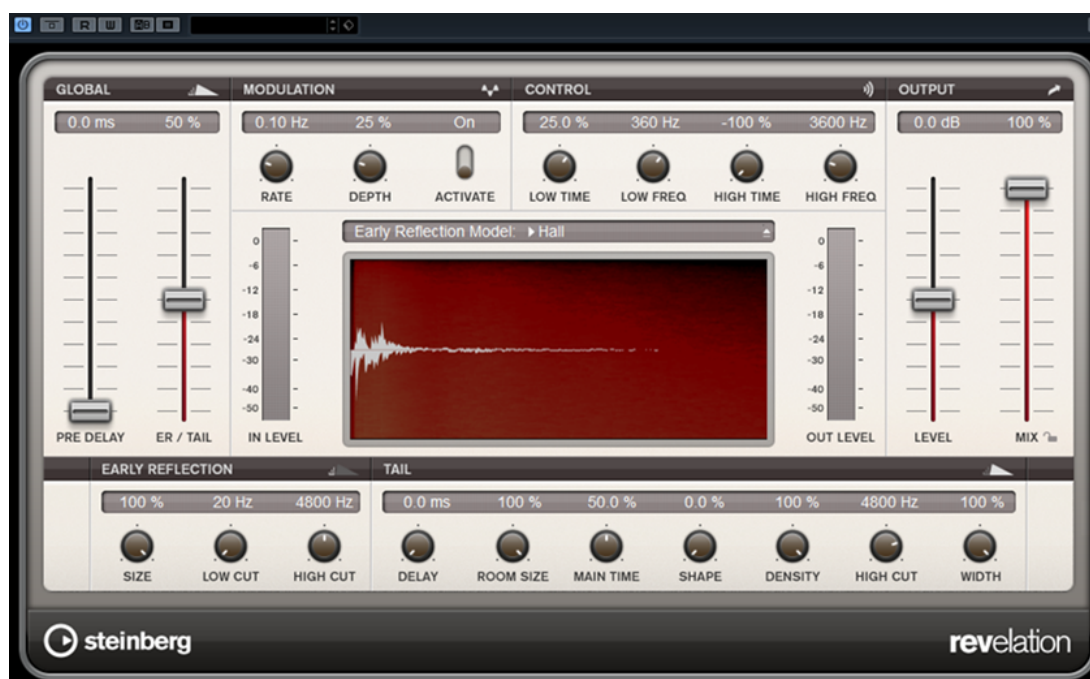 R W
GLOBAL MODULATION CONTROL OUTPUT
0.0 ms 50 % 0.10 Hz 25 % On 25.0 % 360 Hz -100 % 3600 Hz 0.0 dB 100 %
RATE DEPTH ACTIVATE LOW TIME LOW FREQ HIGH TIME HIGH FREQ
Early Reflection Model: Hall
0 0
-6 -6
-12 -12
-18 -18
-24 -24
-30 -30
-40 -40
-50 -50
PRE DELAY ER / TAIL IN LEVEL OUT LEVEL LEVEL MIX
EARLY REFLECTION TAIL
100 % 20 Hz 4800 Hz 0.0 ms 100 % 50.0 % 0.0 % 100 % 4800 Hz 100 %
SIZE LOW CUT HIGH CUT DELAY ROOM SIZE MAIN TIME SHAPE DENSITY HIGH CUT WIDTH
steinberg revelation